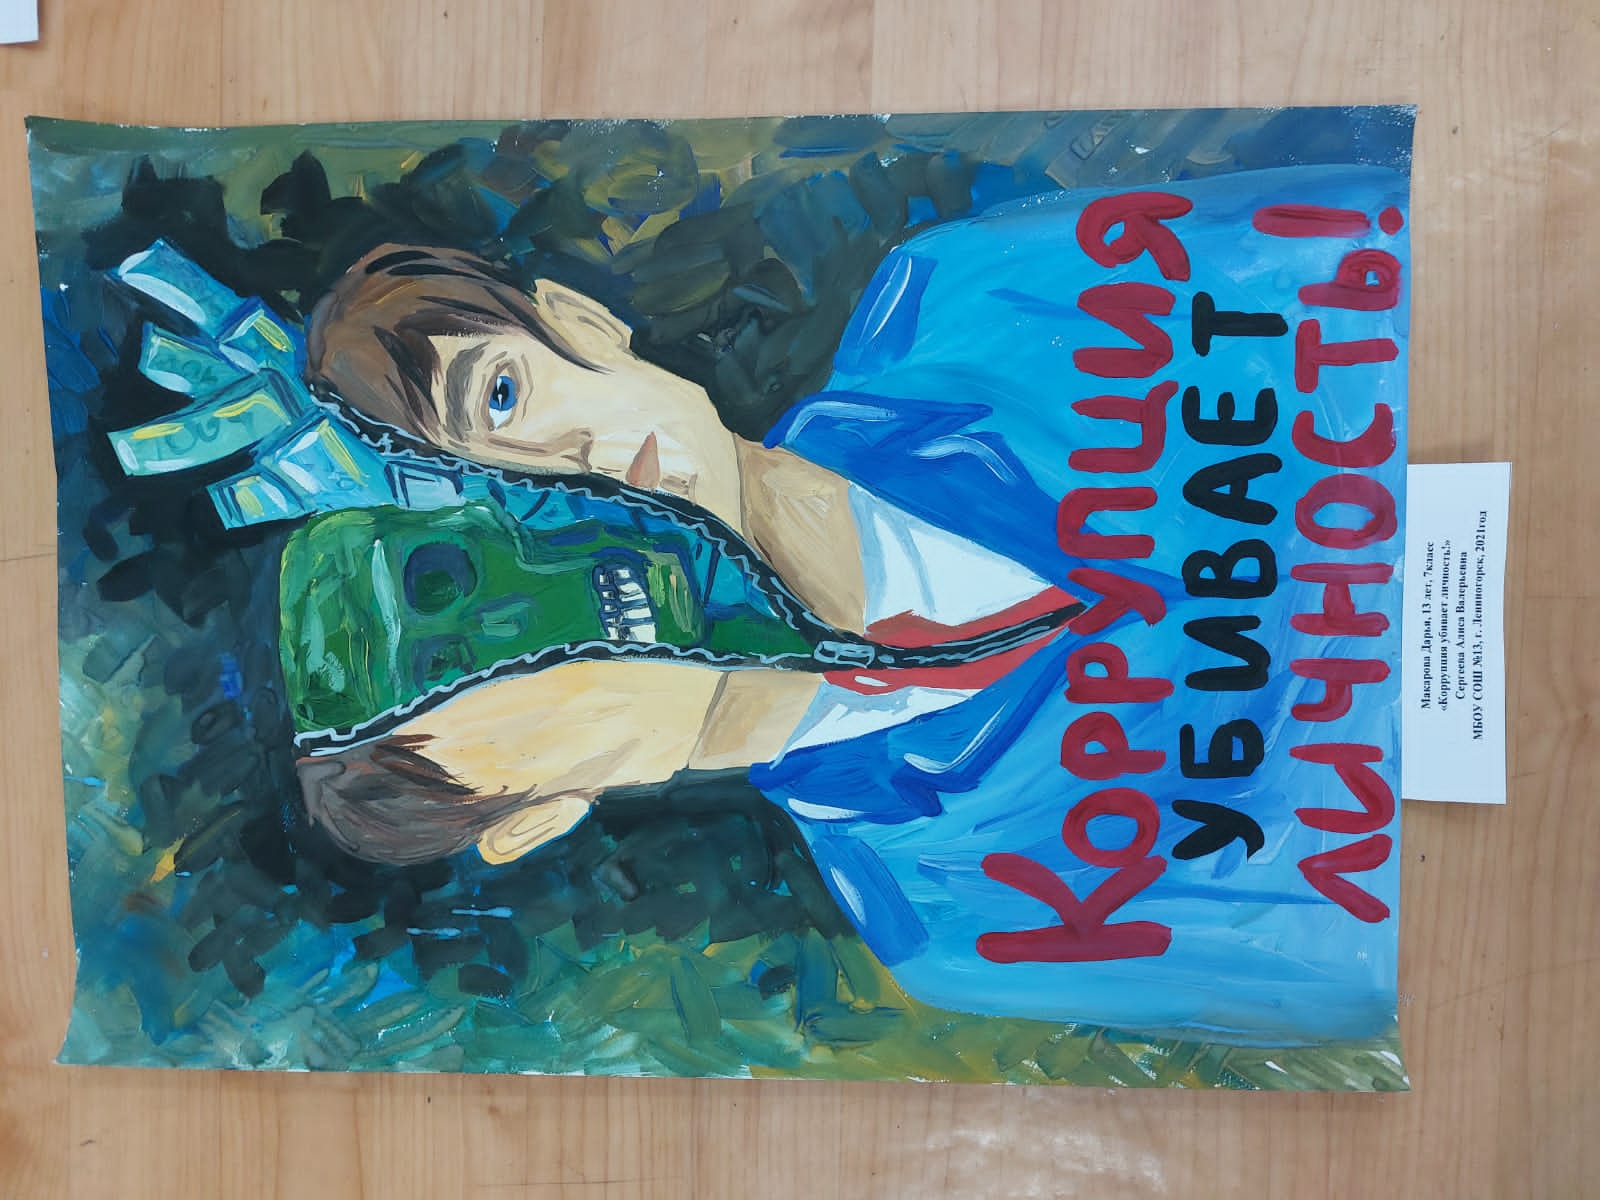 Коррупция
убивает
личность!
Макарова Дарья, 13 лет, 7класс
«Коррупция убивает личность!»
Сергеева Алиса Валерьевна
МБОУ СОШ №13, г. Лениногорск, 2021год